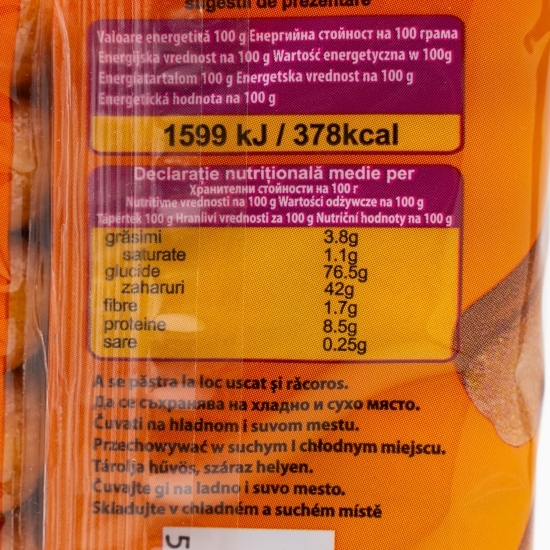 sugestii de prezentare
Valoare energetică 100 g Енергийна стойност на 100 грама
Energijska vrednost na 100 g Wartość energetyczna w 100g
Energiatartalom 100 g Energetska vrednost na 100 g
Energetická hodnota na 100 g
1599 kJ / 378kcal
Declarație nutrițională medie per
Хранителни стойности на 100 г
Nutritivne vrednosti na 100 g Wartości odżywcze na 100 g
Tápérték 100 g Hranlivi vrednosti za 100 g Nutriční hodnoty na 100 g
grăsimi 3.8g
saturate 1.1g
glucide 76.5g
zaharuri 42g
fibre 1.7g
proteine 8.5g
sare 0.25g
A se păstra la loc uscat și răcoros.
Да се съхранява на хладно и сухо място.
Čuvati na hladnom i suvom mestu.
Przechowywać w suchym I chłodnym miejscu.
Tárolja hűvös, száraz helyen.
Čuvajte gi na ladno i suvo mesto.
Skladujte v chladném a suchém místě
5